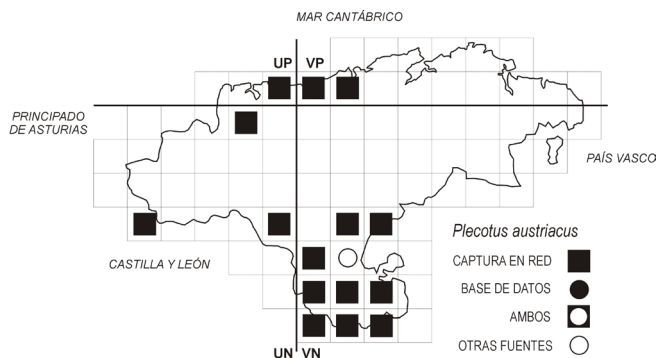 MAR CANTÁBRICO
UP VP
PRINCIPADO
DE ASTURIAS
PAÍS VASCO
CASTILLA Y LEÓN
Plecotus austriacus
CAPTURA EN RED
BASE DE DATOS
AMBOS
OTRAS FUENTES
UN VN